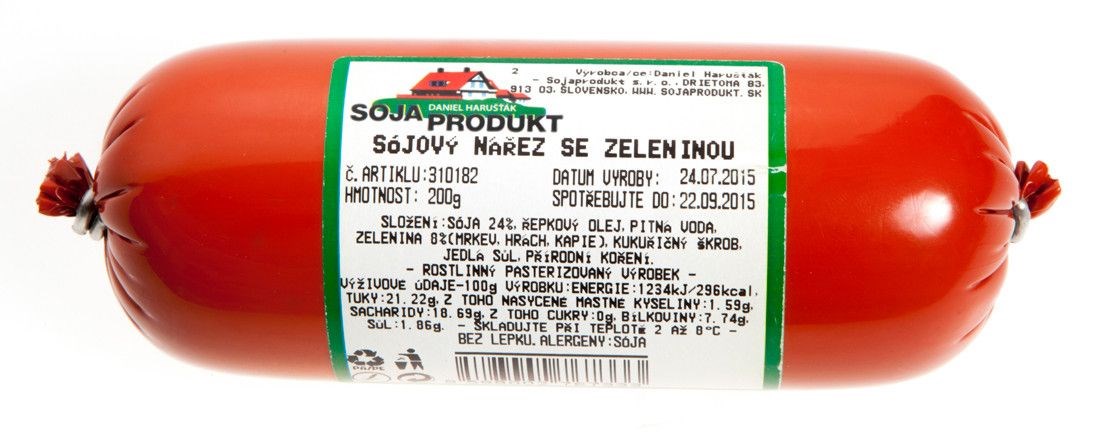 2 Výrobca/ce:Daniel Harušťák
- Sojaprodukt s.r.o., DRIETOMA 83,
913 03, SLOVENSKO, WWW. SOJAPRODUKT. SK
DANIEL HARUŠŤÁK
SOJA PRODUKT
SÓJOVÝ NÁŘEZ SE ZELENINOU
Č. ARTIKLU:310182 DATUM VÝROBY: 24.07.2015
HMOTNOST: 200g SPOTŘEBUJTE DO:22.09.2015
SLOŽENÍ:SÓJA 24%, ŘEPKOVÝ OLEJ, PITNÁ VODA,
ZELENINA 8%(MRKEV, HRÁCH, KAPIE), KUKUŘIČNÝ ŠKROB,
JEDLÁ SŮL, PŘÍRODNÍ KOŘENÍ.
- ROSTLINNÝ PASTERIZOVANÝ VÝROBEK -
VÝŽIVOVÉ ÚDAJE-100g VÝROBKU:ENERGIE:1234kJ/296kcal,
TUKY:21.22g, Z TOHO NASYCENÉ MASTNÉ KYSELINY:1.59g,
SACHARIDY:18.69g, Z TOHO CUKRY:0g, BÍLKOVINY:7.74g,
SŮL:1.86g. - SKLADUJTE PŘI TEPLOTĚ 2 AŽ 8°C -
BEZ LEPKU. ALERGENY:SÓJA
PA/PE